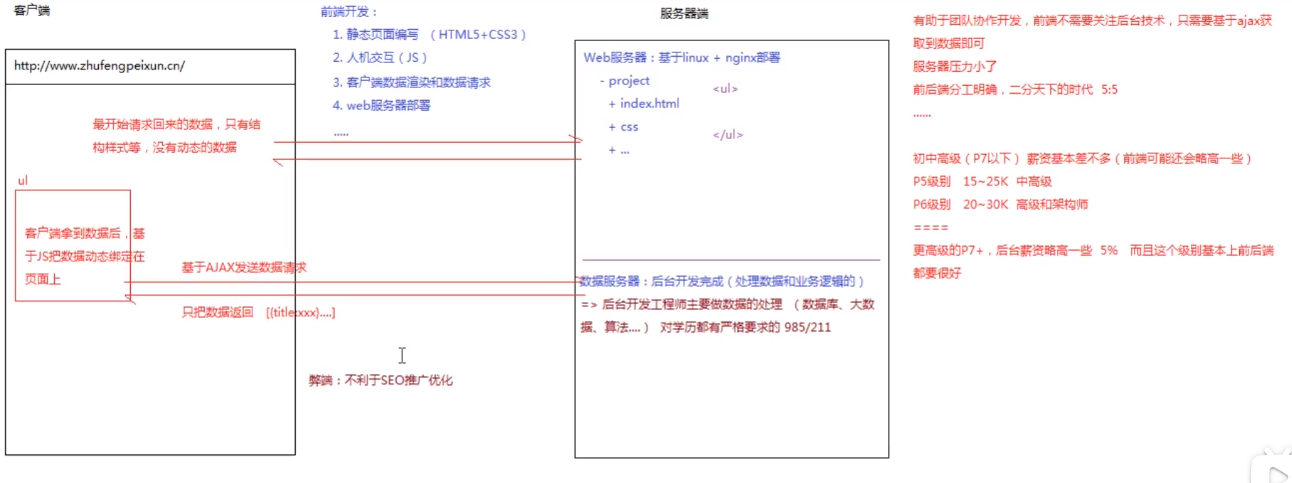 客户端
http://www.zhufengpeixun.cn/
最开始请求回来的数据，只有结
构样式等，没有动态的数据
ul
客户端拿到数据后，基
于JS把数据动态绑定在
页面上
基于AJAX发送数据请求
只把数据返回 [{title:xxx}....]
前端开发：
1. 静态页面编写 （HTML5+CSS3）
2. 人机交互（JS）
3. 客户端数据渲染和数据请求
4. web服务器部署
.....
弊端：不利于SEO推广优化
服务器端
Web服务器：基于linux + nginx部署
- project
+ index.html
+ css
+ ...
<ul>
</ul>
数据服务器：后台开发完成（处理数据和业务逻辑的）
=> 后台开发工程师主要做数据的处理 （数据库、大数
据、算法....） 对学历都有严格要求的 985/211
有助于团队协作开发，前端不需要关注后台技术，只需要基于ajax获
取到数据即可
服务器压力小了
前后端分工明确，二分天下的时代 5:5
......
初中高级（P7以下） 薪资基本差不多（前端可能还会略高一些）
P5级别 15~25K 中高级
P6级别 20~30K 高级和架构师
====
更高级的P7+，后台薪资略高一些 5% 而且这个级别基本上前后端
都要很好